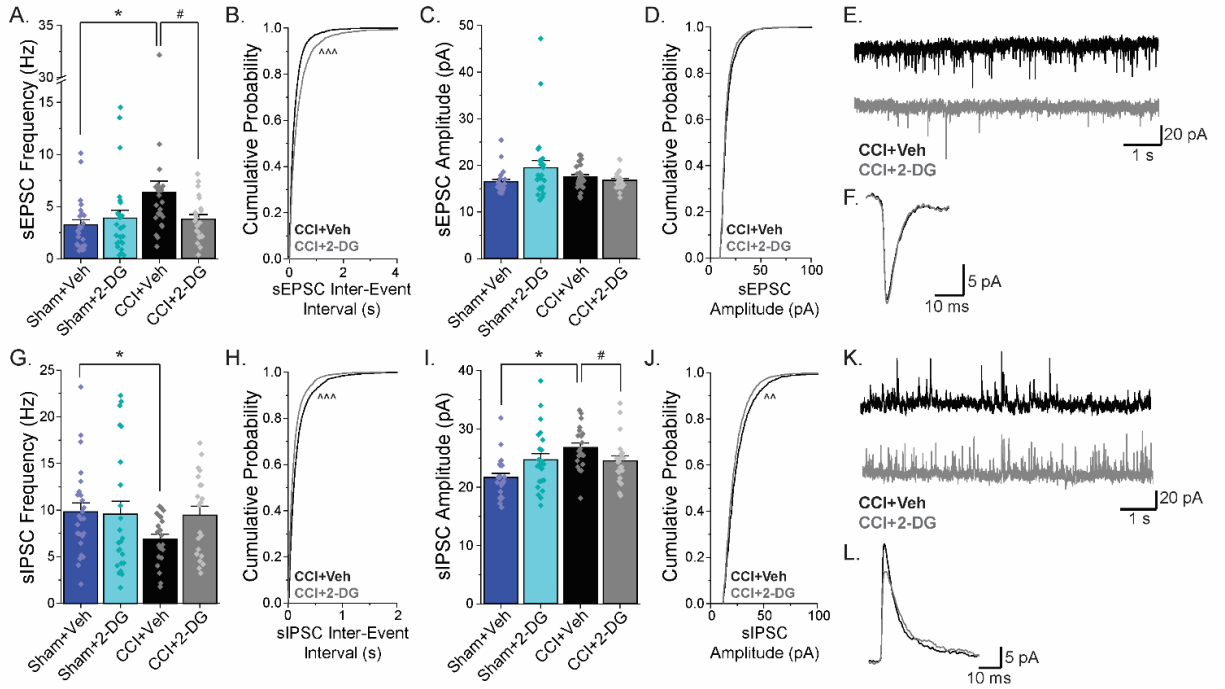 A.
sEPSC Frequency (Hz)
35
30
15
10
5
0
*
#
Sham+Veh
Sham+2-DG
CCI+Veh
CCI+2-DG
B.
Cumulative Probability
1.0
0.8
0.6
0.4
0.2
0.0
^^^
CCI+Veh
CCI+2-DG
0 2 4
sEPSC Inter-Event
Interval (s)
C.
sEPSC Amplitude (pA)
50
40
30
20
10
0
Sham+Veh
Sham+2-DG
CCI+Veh
CCI+2-DG
D.
Cumulative Probability
1.0
0.8
0.6
0.4
0.2
0.0
CCI+Veh
CCI+2-DG
0 50 100
sEPSC
Amplitude (pA)
E.
20 pA
1 s
CCI+Veh
CCI+2-DG
F.
5 pA
10 ms
G.
sIPSC Frequency (Hz)
25
20
15
10
5
0
*
Sham+Veh
Sham+2-DG
CCI+Veh
CCI+2-DG
H.
Cumulative Probability
1.0
0.8
0.6
0.4
0.2
0.0
^^^
CCI+Veh
CCI+2-DG
0 1 2
sIPSC Inter-Event
Interval (s)
I.
sIPSC Amplitude (pA)
40
30
20
10
0
*
#
Sham+Veh
Sham+2-DG
CCI+Veh
CCI+2-DG
J.
Cumulative Probability
1.0
0.8
0.6
0.4
0.2
0.0
^^
CCI+Veh
CCI+2-DG
0 50 100
sIPSC
Amplitude (pA)
K.
20 pA
1 s
CCI+Veh
CCI+2-DG
L.
5 pA
10 ms